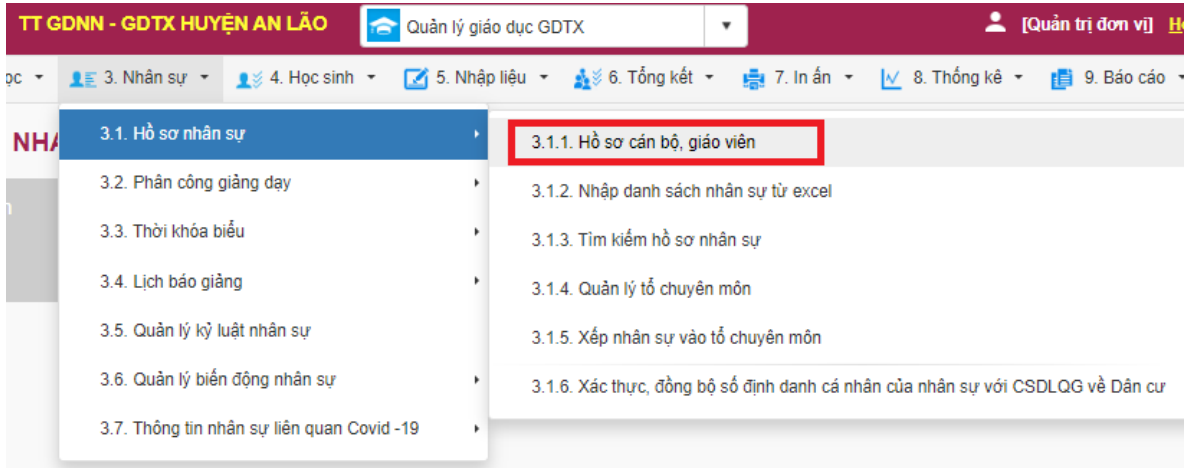 TT GDNN - GDTX HUYỆN AN LÃO
Quản lý giáo dục GDTX
[Quản trị đơn vị]
3. Nhân sự
4. Học sinh
5. Nhập liệu
6. Tổng kết
7. In ấn
8. Thống kê
9. Báo cáo
3.1. Hồ sơ nhân sự
3.2. Phân công giảng dạy
3.3. Thời khóa biểu
3.4. Lịch báo giảng
3.5. Quản lý kỷ luật nhân sự
3.6. Quản lý biến động nhân sự
3.7. Thông tin nhân sự liên quan Covid -19
3.1.1. Hồ sơ cán bộ, giáo viên
3.1.2. Nhập danh sách nhân sự từ excel
3.1.3. Tìm kiếm hồ sơ nhân sự
3.1.4. Quản lý tổ chuyên môn
3.1.5. Xếp nhân sự vào tổ chuyên môn
3.1.6. Xác thực, đồng bộ số định danh cá nhân của nhân sự với CSDLQG về Dân cư